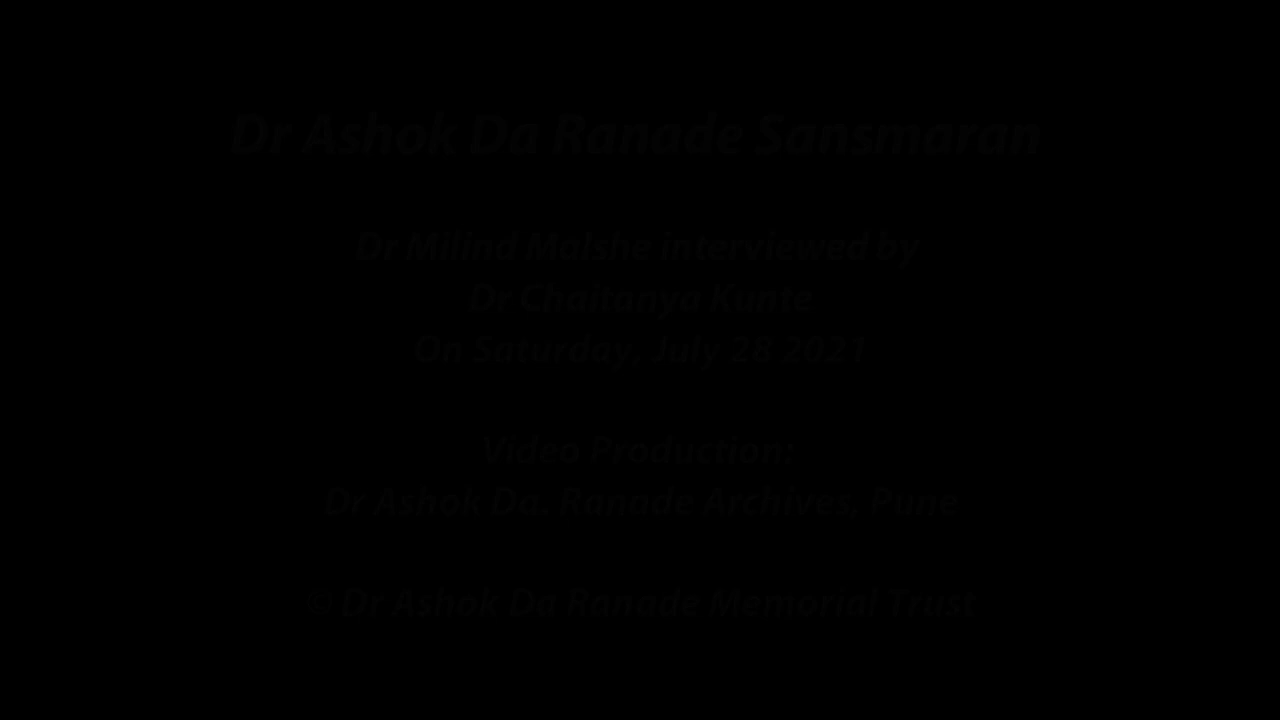 Dr Ashok Da Ranade Sansmaran
Dr Milind Malshe interviewed by
Dr Chaitanya Kunte
On Saturday, July 28 2021
Video Production:
Dr Ashok Da. Ranade Archives, Pune
© Dr Ashok Da Ranade Memorial Trust